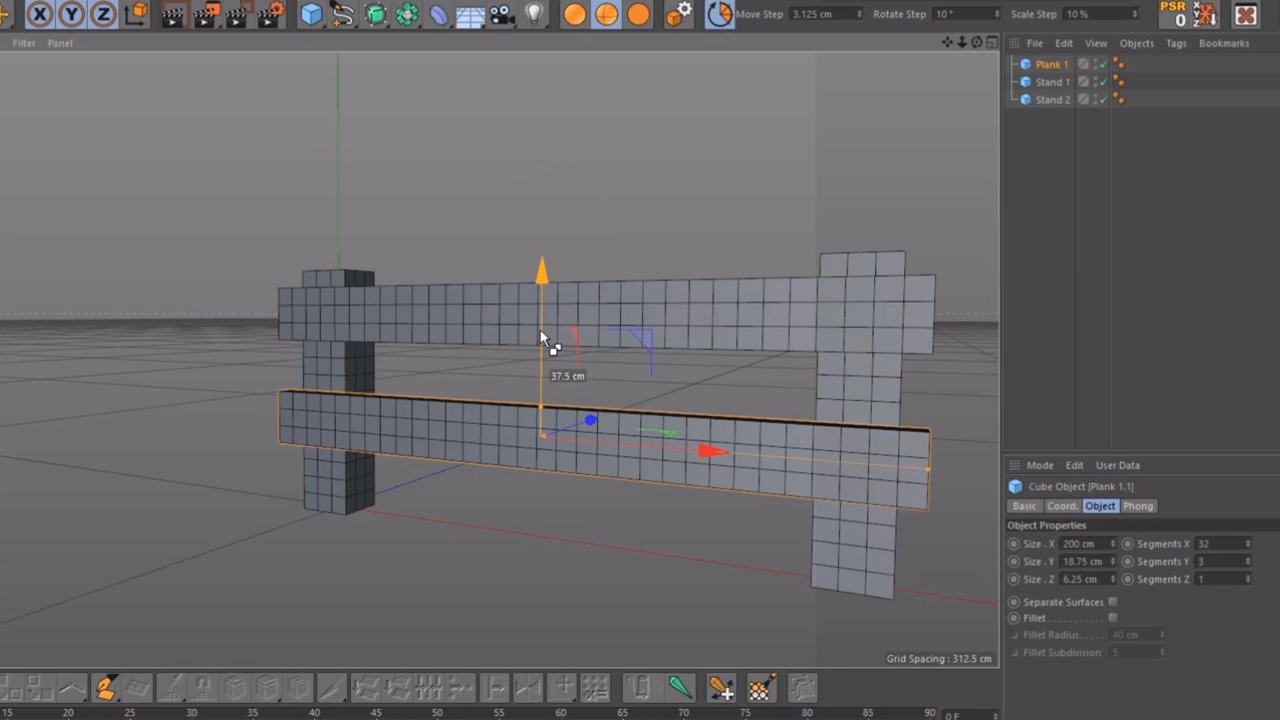 X Y Z
Move Step 3.125 cm Rotate Step 10 ° Scale Step 10 %
PSR
0
Filter Panel
File Edit View Objects Tags Bookmarks
Plank 1
Stand 1
Stand 2
37.5 cm
Grid Spacing : 312.5 cm
Mode Edit User Data
Cube Object [Plank 1.1]
Basic Coord. Object Phong
Object Properties
Size . X 200 cm Segments X 32
Size . Y 18.75 cm Segments Y 3
Size . Z 6.25 cm Segments Z 1
Separate Surfaces
Fillet . . . . . . . . . . .
Fillet Radius. . . . . 40 cm
Fillet Subdivision 5
15 20 25 30 35 40 45 50 55 60 65 70 75 80 85 90 0 F